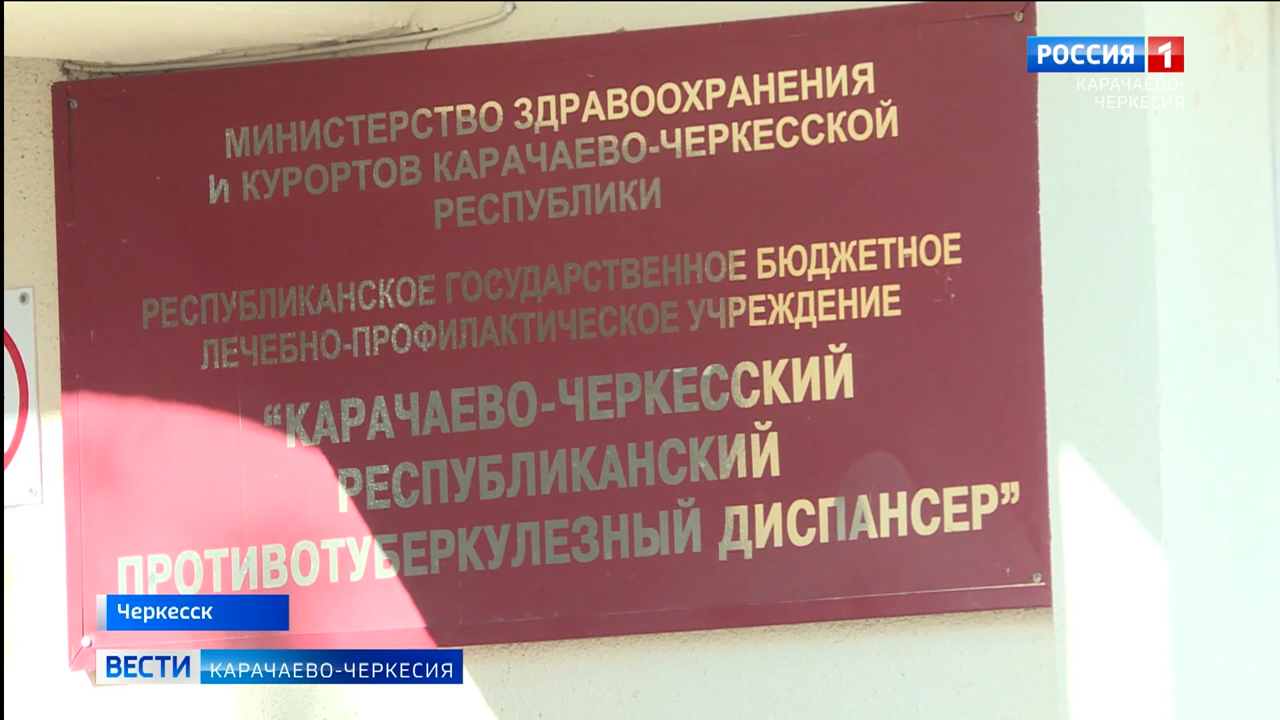 РОССИЯ 1
КАРАЧАЕВО-
ЧЕРКЕСИЯ
МИНИСТЕРСТВО ЗДРАВООХРАНЕНИЯ
И КУРОРТОВ КАРАЧАЕВО-ЧЕРКЕССКОЙ
РЕСПУБЛИКИ
РЕСПУБЛИКАНСКОЕ ГОСУДАРСТВЕННОЕ БЮДЖЕТНОЕ
ЛЕЧЕБНО-ПРОФИЛАКТИЧЕСКОЕ УЧРЕЖДЕНИЕ
“КАРАЧАЕВО-ЧЕРКЕССКИЙ
РЕСПУБЛИКАНСКИЙ
ПРОТИВОТУБЕРКУЛЕЗНЫЙ ДИСПАНСЕР”
Черкесск
ВЕСТИ КАРАЧАЕВО-ЧЕРКЕСИЯ